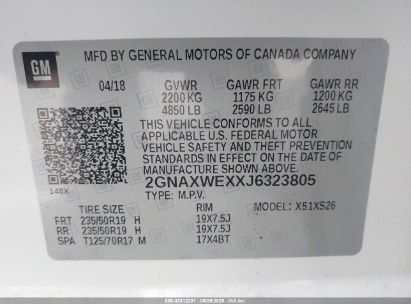 MFD BY GENERAL MOTORS OF CANADA COMPANY
GM
04/18 GVWR GAWR FRT GAWR RR
2200 KG 1175 KG 1200 KG
4850 LB 2590 LB 2645 LB
THIS VEHICLE CONFORMS TO ALL APPLICABLE
U.S. FEDERAL MOTOR
VEHICLE SAFETY AND THEFT PREVENTION
STANDARDS IN EFFECT ON THE DATE OF
MANUFACTURE SHOWN ABOVE.
2GNAXWEXXJ6323805
140X TYPE: M.P.V. X51XS26
TIRE SIZE RIM
FRT 235/50R19 H 19X7.5J
RR 235/50R19 H 19X7.5J
SPA T125/70R17 M 17X4BT